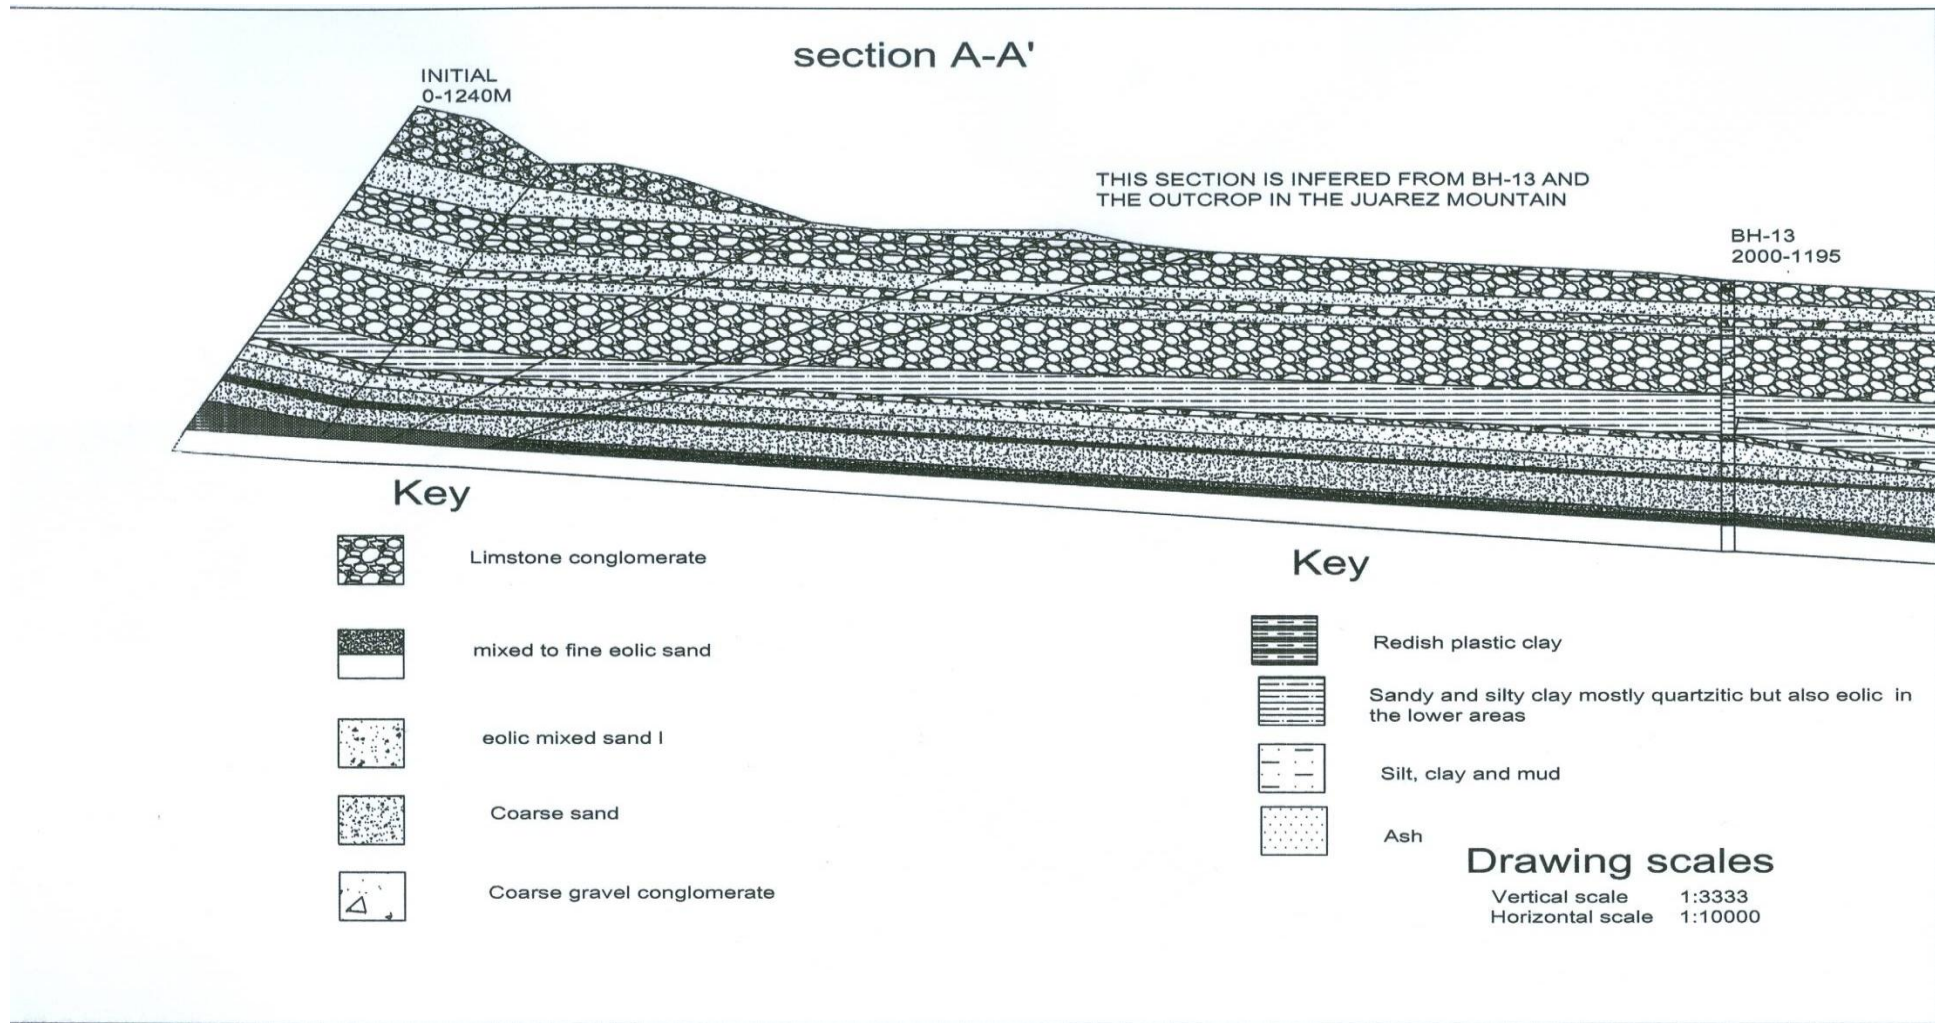 section A-A'
INITIAL
0-1240M
THIS SECTION IS INFERED FROM BH-13 AND
THE OUTCROP IN THE JUAREZ MOUNTAIN
BH-13
2000-1195
Key
Limstone conglomerate
mixed to fine eolic sand
eolic mixed sand I
Coarse sand
Coarse gravel conglomerate
Key
Redish plastic clay
Sandy and silty clay mostly quartzitic but also eolic in
the lower areas
Silt, clay and mud
Ash
Drawing scales
Vertical scale 1:3333
Horizontal scale 1:10000